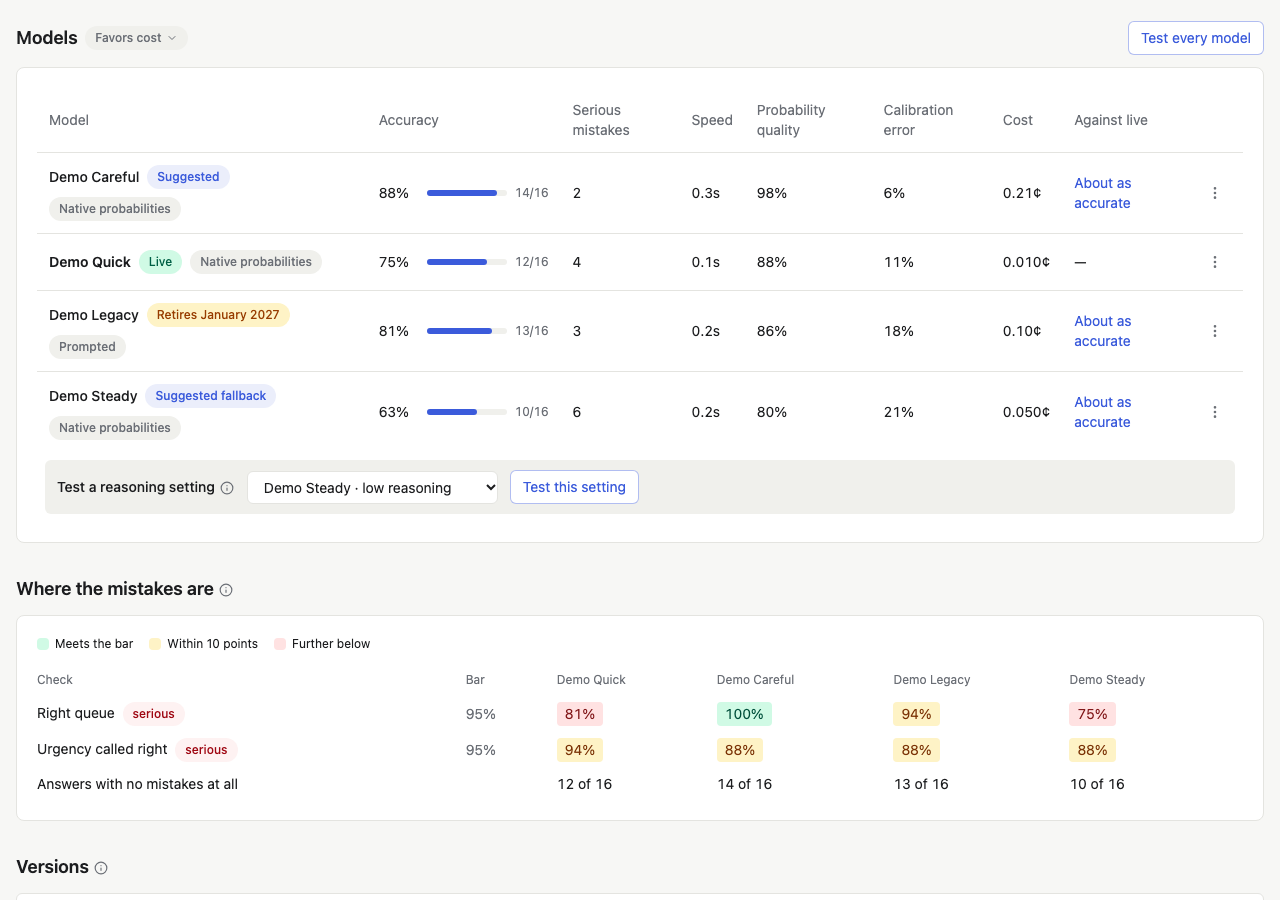 Models Favors cost Test every model
Model Accuracy Serious mistakes Speed Probability quality Calibration error Cost Against live
Demo Careful Suggested Native probabilities 88% 14/16 2 0.3s 98% 6% 0.21¢ About as accurate
Demo Quick Live Native probabilities 75% 12/16 4 0.1s 88% 11% 0.010¢ —
Demo Legacy Retires January 2027 Prompted 81% 13/16 3 0.2s 86% 18% 0.10¢ About as accurate
Demo Steady Suggested fallback Native probabilities 63% 10/16 6 0.2s 80% 21% 0.050¢ About as accurate
Test a reasoning setting Demo Steady · low reasoning Test this setting
Where the mistakes are
Meets the bar Within 10 points Further below
Check Bar Demo Quick Demo Careful Demo Legacy Demo Steady
Right queue serious 95% 81% 100% 94% 75%
Urgency called right serious 95% 94% 88% 88% 88%
Answers with no mistakes at all 12 of 16 14 of 16 13 of 16 10 of 16
Versions